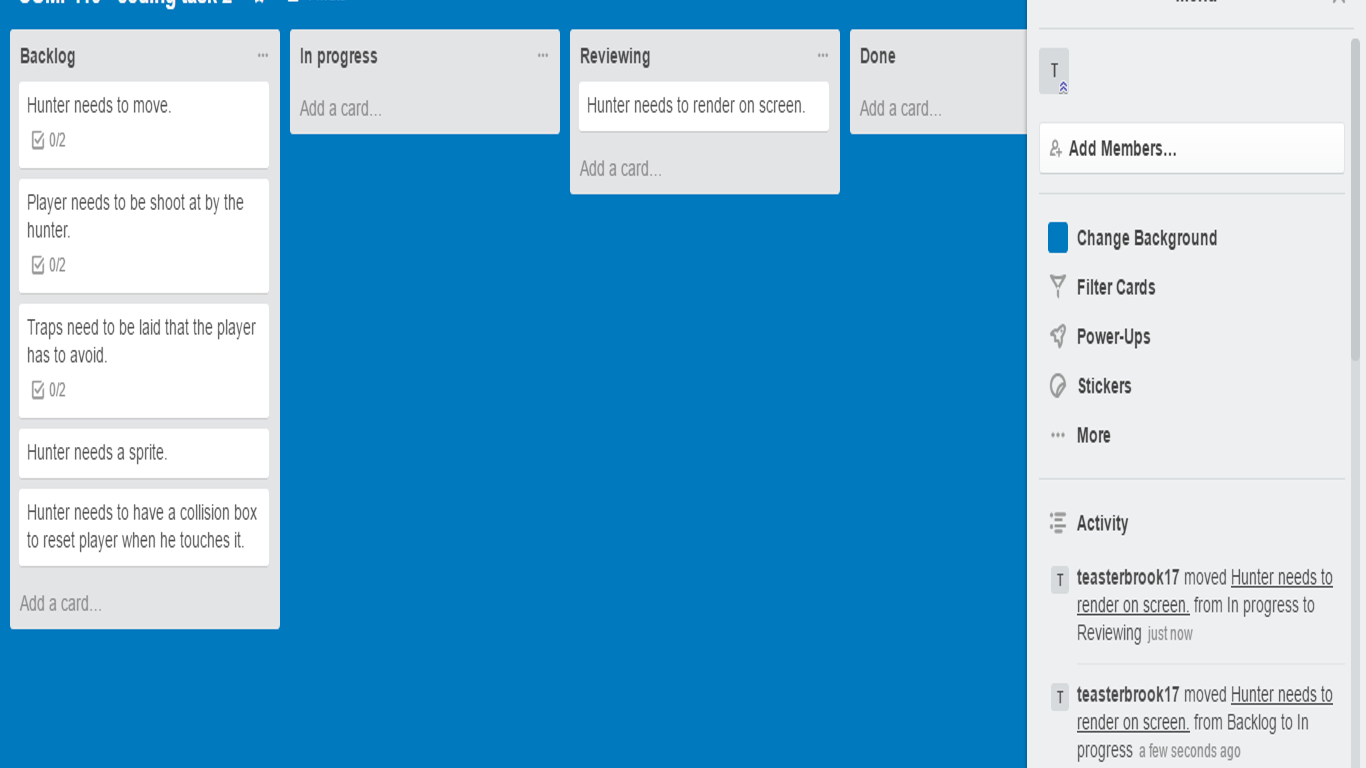 Backlog
Hunter needs to move.
0/2
Player needs to be shoot at by the
hunter.
0/2
Traps need to be laid that the player
has to avoid.
0/2
Hunter needs a sprite.
Hunter needs to have a collision box
to reset player when he touches it.
Add a card...
In progress
Add a card...
Reviewing
Hunter needs to render on screen.
Add a card...
Done
Add a card...
T
Add Members...
Change Background
Filter Cards
Power-Ups
Stickers
More
Activity
T
teasterbrook17 moved Hunter needs to
render on screen. from In progress to
Reviewing just now
T
teasterbrook17 moved Hunter needs to
render on screen. from Backlog to In
progress a few seconds ago